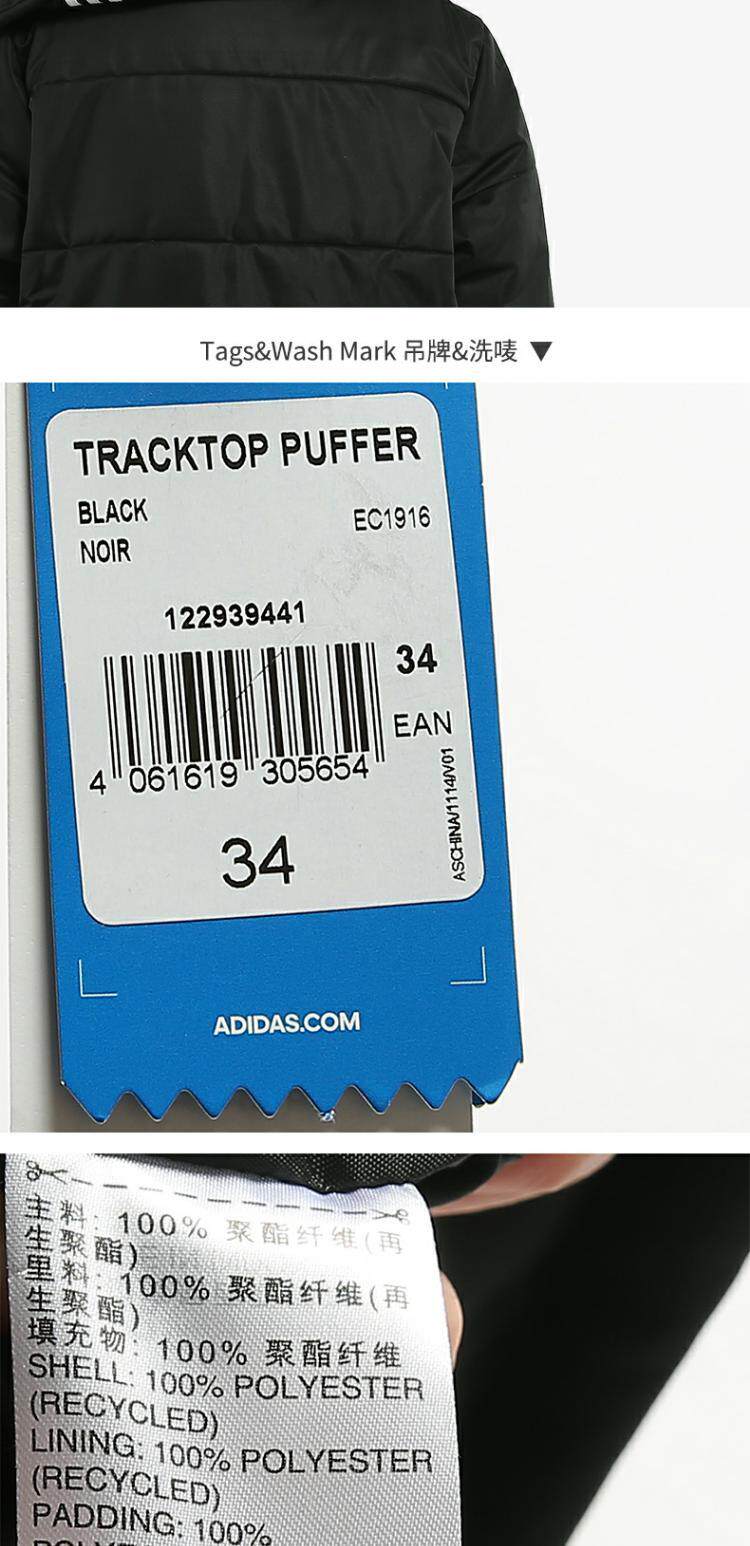 Tags&Wash Mark 吊牌&洗唛 ▼
TRACKTOP PUFFER
BLACK
EC1916
NOIR
122939441
34
EAN
4 061619 305654
ASCHINA/1114/V01
34
ADIDAS.COM
主料: 100% 聚酯纤维(再
生聚酯)
里料: 100% 聚酯纤维(再
生聚酯)
填充物: 100% 聚酯纤维
SHELL: 100% POLYESTER
(RECYCLED)
LINING: 100% POLYESTER
(RECYCLED)
PADDING: 100%